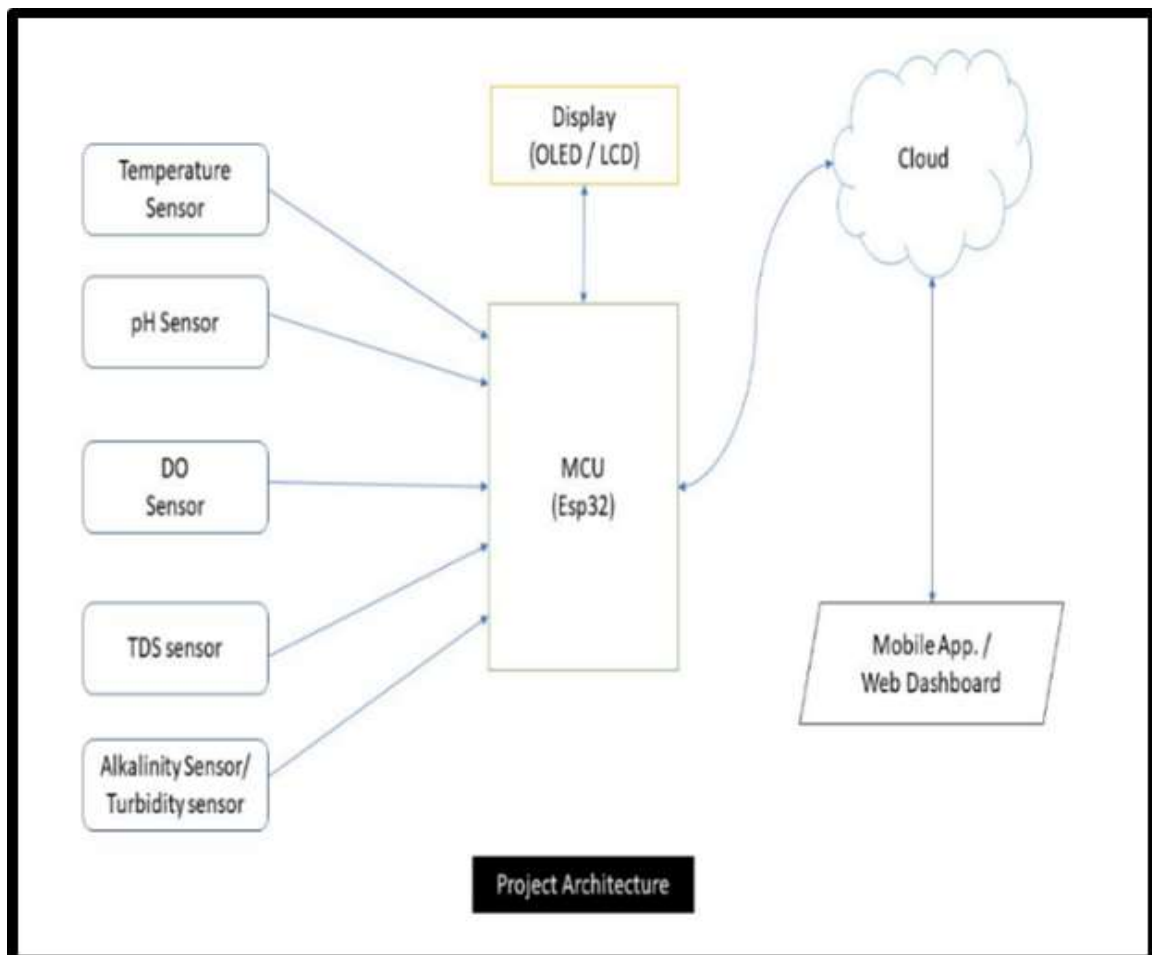 Display
(OLED / LCD)
Cloud
Temperature
Sensor
pH Sensor
DO
Sensor
MCU
(Esp32)
TDS sensor
Mobile App. /
Web Dashboard
Alkalinity Sensor/
Turbidity sensor
Project Architecture